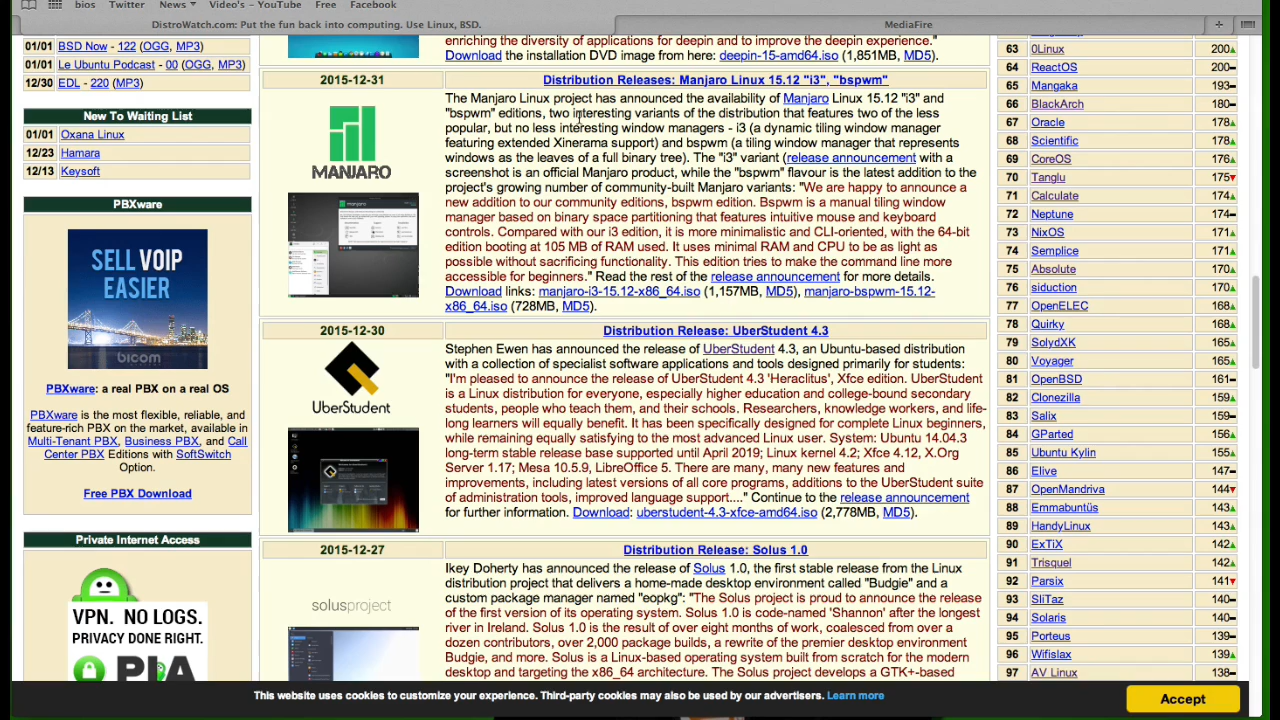 bios Twitter News ▾ Video's – YouTube Free Facebook
DistroWatch.com: Put the fun back into computing. Use Linux, BSD.
MediaFire
01/01 BSD Now - 122 (OGG, MP3)
01/01 Le Ubuntu Podcast - 00 (OGG, MP3)
12/30 EDL - 220 (MP3)
New To Waiting List
01/01 Oxana Linux
12/23 Hamara
12/13 Keysoft
PBXware
SELL VOIP
EASIER
bicom
PBXware: a real PBX on a real OS
PBXware is the most flexible, reliable, and
feature-rich PBX on the market, available in
Multi-Tenant PBX, Business PBX, and Call
Center PBX Editions with SoftSwitch
Option.
Free PBX Download
Private Internet Access
VPN. NO LOGS.
PRIVACY DONE RIGHT.
PIA
enriching the diversity of applications for deepin and to improve the deepin experience."
Download the installation DVD image from here: deepin-15-amd64.iso (1,851MB, MD5).
2015-12-31
Distribution Releases: Manjaro Linux 15.12 "i3", "bspwm"
MANJARO
The Manjaro Linux project has announced the availability of Manjaro Linux 15.12 "i3" and
"bspwm" editions, two interesting variants of the distribution that features two of the less
popular, but no less interesting window managers - i3 (a dynamic tiling window manager
featuring extended Xinerama support) and bspwm (a tiling window manager that represents
windows as the leaves of a full binary tree). The "i3" variant (release announcement with a
screenshot is an official Manjaro product, while the "bspwm" flavour is the latest addition to the
project's growing number of community-built Manjaro variants: "We are happy to announce a
new addition to our community editions, bspwm edition. Bspwm is a manual tiling window
manager based on binary space partitioning that features intuitive mouse and keyboard
controls. Compared with our i3 edition, it is more minimalistic and CLI-oriented, with the 64-bit
edition booting at 105 MB of RAM used. It uses minimal RAM and CPU to be as light as
possible without sacrificing functionality. This edition tries to make the command line more
accessible for beginners." Read the rest of the release announcement for more details.
Download links: manjaro-i3-15.12-x86_64.iso (1,157MB, MD5), manjaro-bspwm-15.12-
x86_64.iso (728MB, MD5).
2015-12-30
Distribution Release: UberStudent 4.3
UBERSTUDENT
Stephen Ewen has announced the release of UberStudent 4.3, an Ubuntu-based distribution
with a collection of specialist software applications and tools designed primarily for students:
"I'm pleased to announce the release of UberStudent 4.3 'Heraclitus', Xfce edition. UberStudent
is a Linux distribution for everyone, especially higher education and college-bound secondary
students, people who teach them, and their schools. Researchers, knowledge workers, and life-
long learners will equally benefit. It has been specifically designed for complete Linux beginners,
while remaining equally satisfying to the most advanced Linux user. System: Ubuntu 14.04.3
long-term release base supported until April 2019; Linux kernel 4.2; Xfce 4.12, X.Org
Server 1.17; Mesa 10.5.9, LibreOffice 5. There are many, many new features and
improvements, including latest versions of all core programs, additions to the UberStudent suite
of administration tools, improved language support...." Continue to the release announcement
for further information. Download: uberstudent-4.3-xfce-amd64.iso (2,778MB, MD5).
2015-12-27
Distribution Release: Solus 1.0
solusproject
Ikey Doherty has announced the release of Solus 1.0, the first stable release from the Linux
distribution project that delivers a home-made desktop environment called "Budgie" and a
custom package manager named "eopkg": "The Solus project is proud to announce the release
of the first version of its operating system. Solus 1.0 is code-named 'Shannon' after the longest
river in Ireland. Solus 1.0 is the result of over eight months of work, coalesced from over a
dozen contributors, over 2,000 package builds, a rewrite of the premier desktop environment
Budgie, and more. Solus is a Linux-based operating system built from scratch for the modern
desktop and targeting the x86_64 architecture. The Solus project develops a GTK+-based
63 0Linux 200
64 ReactOS 200
65 Mangaka 193
66 BlackArch 180
67 Oracle 178
68 Scientific 176
69 CoreOS 176
70 Tanglu 175
71 Calculate 174
72 Neptune 174
73 NixOS 171
74 Semplice 171
75 Absolute 170
76 siduction 170
77 OpenELEC 168
78 Quirky 168
79 SolydXK 165
80 Voyager 165
81 OpenBSD 161
82 Clonezilla 159
83 Salix 159
84 GParted 156
85 Ubuntu Kylin 155
86 Elive 147
87 OpenMandriva 144
88 Emmabuntüs 143
89 HandyLinux 143
90 ExTiX 142
91 Trisquel 142
92 Parsix 141
93 SliTaz 140
94 Solaris 140
95 Porteus 139
96 Wifislax 139
97 AV Linux 138
This website uses cookies to customize your experience. Third-party cookies may also be used by our advertisers. Learn more
Accept